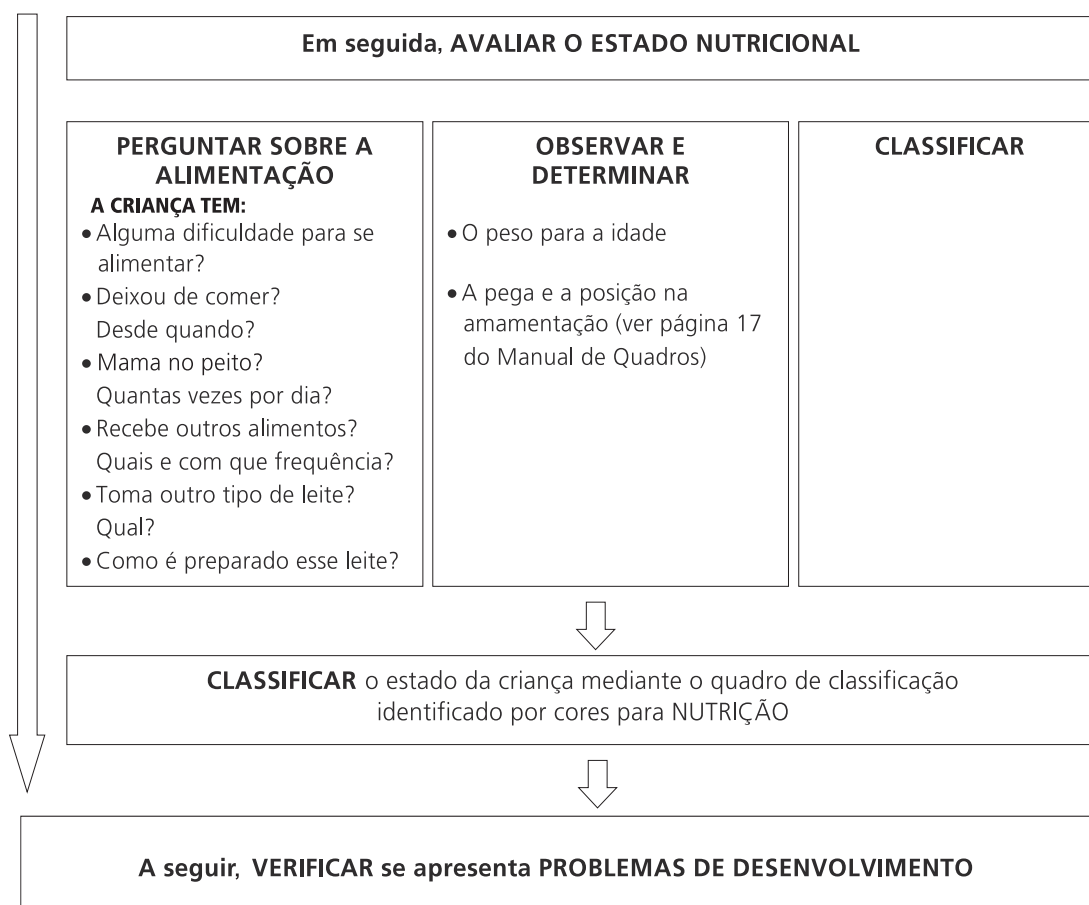 Em seguida, AVALIAR O ESTADO NUTRICIONAL
PERGUNTAR SOBRE A
ALIMENTAÇÃO
A CRIANÇA TEM:
• Alguma dificuldade para se
alimentar?
• Deixou de comer?
Desde quando?
• Mama no peito?
Quantas vezes por dia?
• Recebe outros alimentos?
Quais e com que frequência?
• Toma outro tipo de leite?
Qual?
• Como é preparado esse leite?
OBSERVAR E
DETERMINAR
• O peso para a idade
• A pega e a posição na
amamentação (ver página 17
do Manual de Quadros)
CLASSIFICAR
CLASSIFICAR o estado da criança mediante o quadro de classificação
identificado por cores para NUTRIÇÃO
A seguir, VERIFICAR se apresenta PROBLEMAS DE DESENVOLVIMENTO